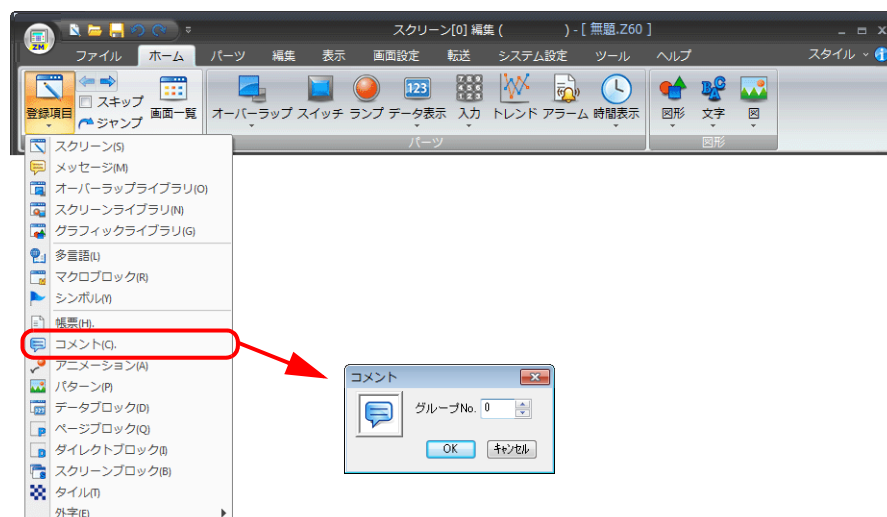 スクリーン[0] 編集 ( ) - [ 無題.Z60 ]
ZM
ファイル ホーム パーツ 編集 表示 画面設定 転送 システム設定 ツール ヘルプ スタイル
登録項目 スキップ ジャンプ 画面一覧 オーバーラップ スイッチ ランプ データ表示 入力 トレンド アラーム 時間表示 図形 文字 図
123
パーツ 図形
スクリーン(S)
メッセージ(M)
オーバーラップライブラリ(O)
スクリーンライブラリ(N)
グラフィックライブラリ(G)
多言語(L)
マクロブロック(R)
シンボル(Y)
帳票(H).
コメント(C).
アニメーション(A)
パターン(P)
データブロック(D)
ページブロック(Q)
ダイレクトブロック(I)
スクリーンブロック(B)
タイル(T)
外字(E)
コメント
グループNo. 0
OK キャンセル